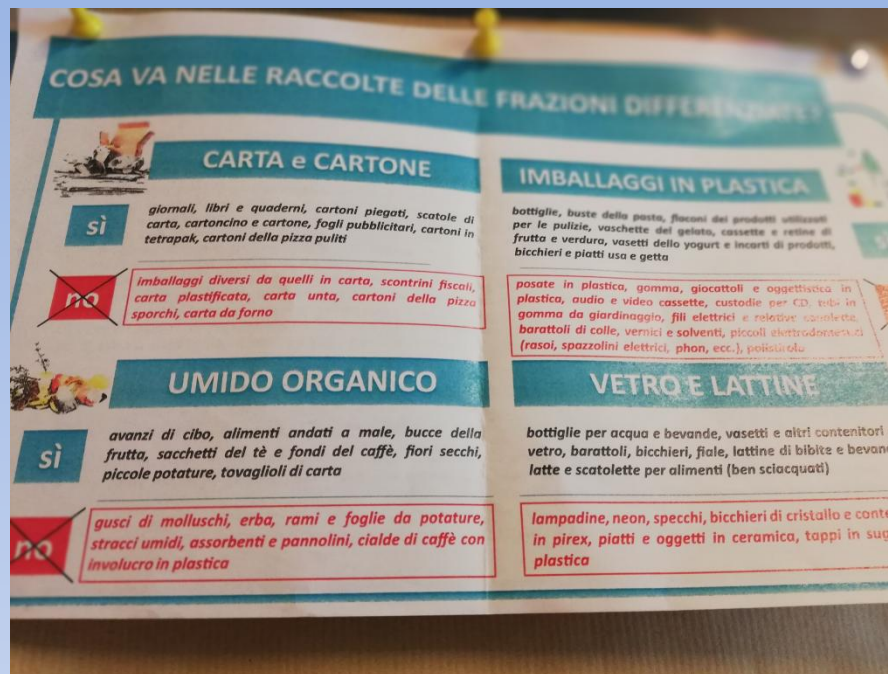 COSA VA NELLE RACCOLTE DELLE FRAZIONI DIFFERENZIATE?
CARTA e CARTONE
sì
giornali, libri e quaderni, cartoni piegati, scatole di
carta, cartoncino e cartone, fogli pubblicitari, cartoni in
tetrapak, cartoni della pizza puliti
no
imballaggi diversi da quelli in carta, scontrini fiscali,
carta plastificata, carta unta, cartoni della pizza
sporchi, carta da forno
IMBALLAGGI IN PLASTICA
bottiglie, buste della pasta, flaconi dei prodotti utilizzati
per le pulizie, vaschette del gelato, cassette e retine di
frutta e verdura, vasetti dello yogurt e incarti di prodotti,
bicchieri e piatti usa e getta
posate in plastica, gomma, giocattoli e oggettistica in
plastica, audio e video cassette, custodie per CD, in
gomma da giardinaggio, fili elettrici e relative
barattoli di colle, vernici e solventi, piccoli elettrodomestici
(rasoi, spazzolini elettrici, phon, ecc.), polistirolo
UMIDO ORGANICO
sì
avanzi di cibo, alimenti andati a male, bucce della
frutta, sacchetti del tè e fondi del caffè, fiori secchi,
piccole potature, tovaglioli di carta
no
gusci di molluschi, erba, rami e foglie da potature,
stracci umidi, assorbenti e pannolini, cialde di caffè con
involucro in plastica
VETRO E LATTINE
bottiglie per acqua e bevande, vasetti e altri contenitori
vetro, barattoli, bicchieri, fiale, lattine di bibite e bevan
latte e scatolette per alimenti (ben sciacquati)
lampadine, neon, specchi, bicchieri di cristallo e conte
in pirex, piatti e oggetti in ceramica, tappi in sug
plastica